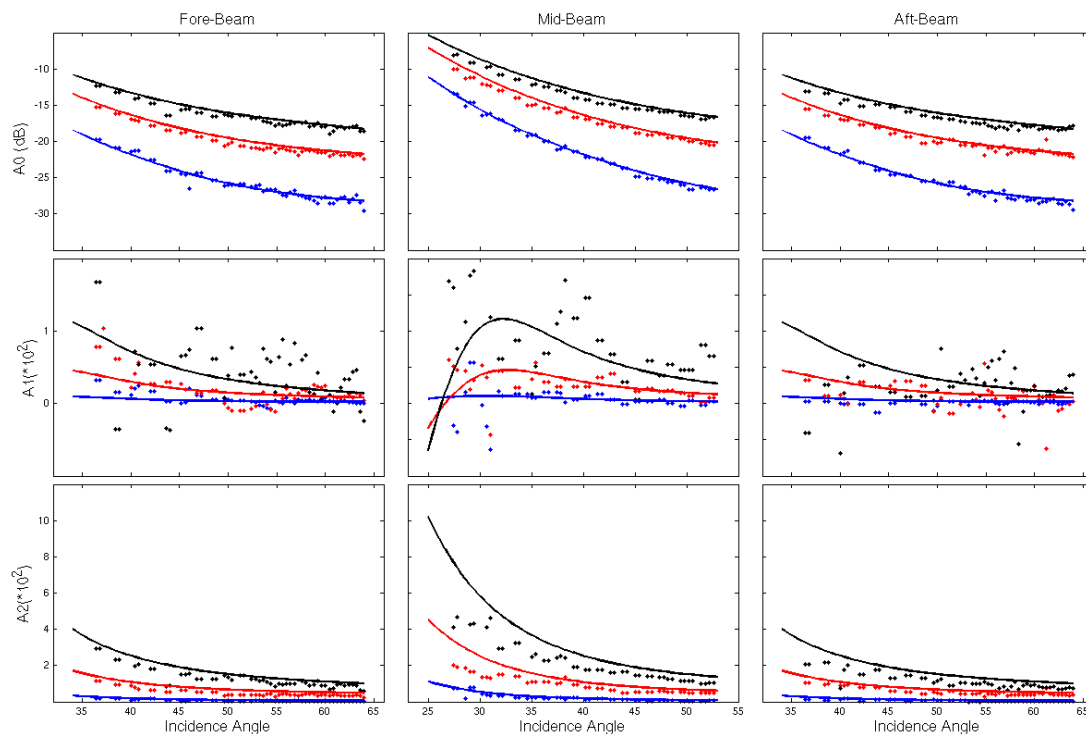 Fore-Beam Mid-Beam Aft-Beam
A0 (dB)
-10
-15
-20
-25
-30
A1(*10²)
1
0
A2(*10²)
10
8
6
4
2
35 40 45 50 55 60 65
25 30 35 40 45 50 55
35 40 45 50 55 60 65
Incidence Angle Incidence Angle Incidence Angle